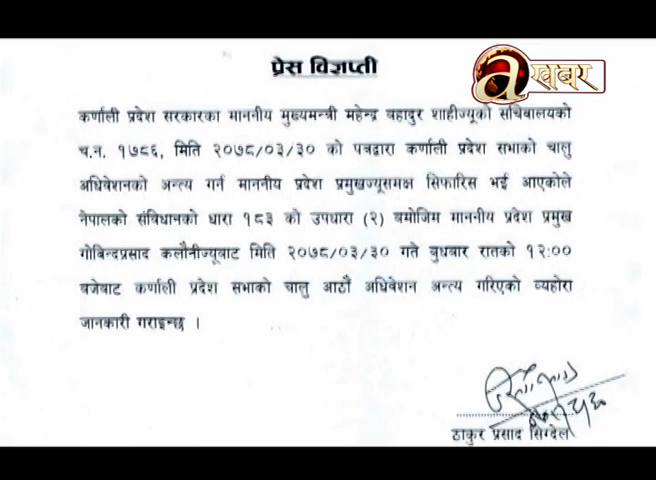 प्रेस विज्ञप्ती
a खबर
कर्णाली प्रदेश सरकारका माननीय मुख्यमन्त्री महेन्द्र बहादुर शाहीज्यूको सचिवालयको
च.न. १७८६, मिति २०७८/०३/३० को पत्रद्वारा कर्णाली प्रदेश सभाको चालु
अधिवेशनको अन्त्य गर्न माननीय प्रदेश प्रमुखज्यूसमक्ष सिफारिस भई आएकोले
नेपालको संविधानको धारा १८३ को उपधारा (२) बमोजिम माननीय प्रदेश प्रमुख
गोबिन्दप्रसाद कलौनीज्यूबाट मिति २०७८/०३/३० गते बुधबार रातको १२:००
बजेबाट कर्णाली प्रदेश सभाको चालु आठौं अधिवेशन अन्त्य गरिएको व्यहोरा
जानकारी गराइन्छ ।
ठाकुर प्रसाद सिग्देल